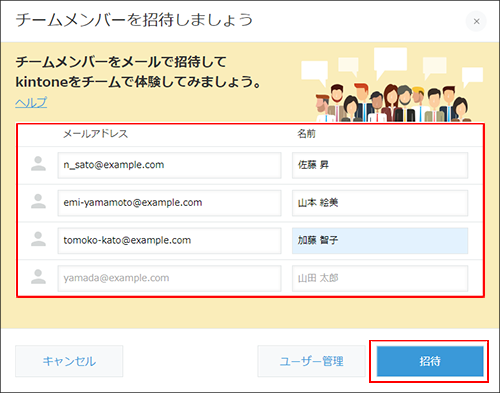 チームメンバーを招待しましょう
×
チームメンバーをメールで招待して
kintoneをチームで体験してみましょう。
ヘルプ
メールアドレス 名前
n_sato@example.com 佐藤 昇
emi-yamamoto@example.com 山本 絵美
tomoko-kato@example.com 加藤 智子
yamada@example.com 山田 太郎
キャンセル ユーザー管理 招待